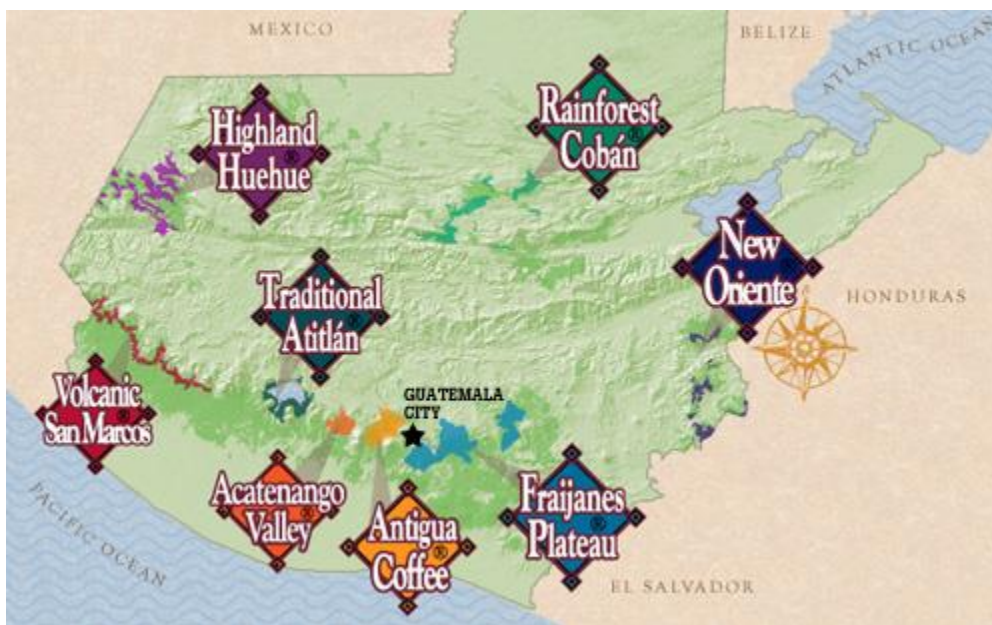 MEXICO
BELIZE
ATLANTIC OCEAN
Highland
Huehue®
Rainforest
Cobán®
New
Oriente
HONDURAS
Traditional
Atitlán®
GUATEMALA
CITY
Volcanic
San Marcos®
Acatenango
Valley®
Antigua
Coffee®
Fraijanes
Plateau®
PACIFIC OCEAN
EL SALVADOR